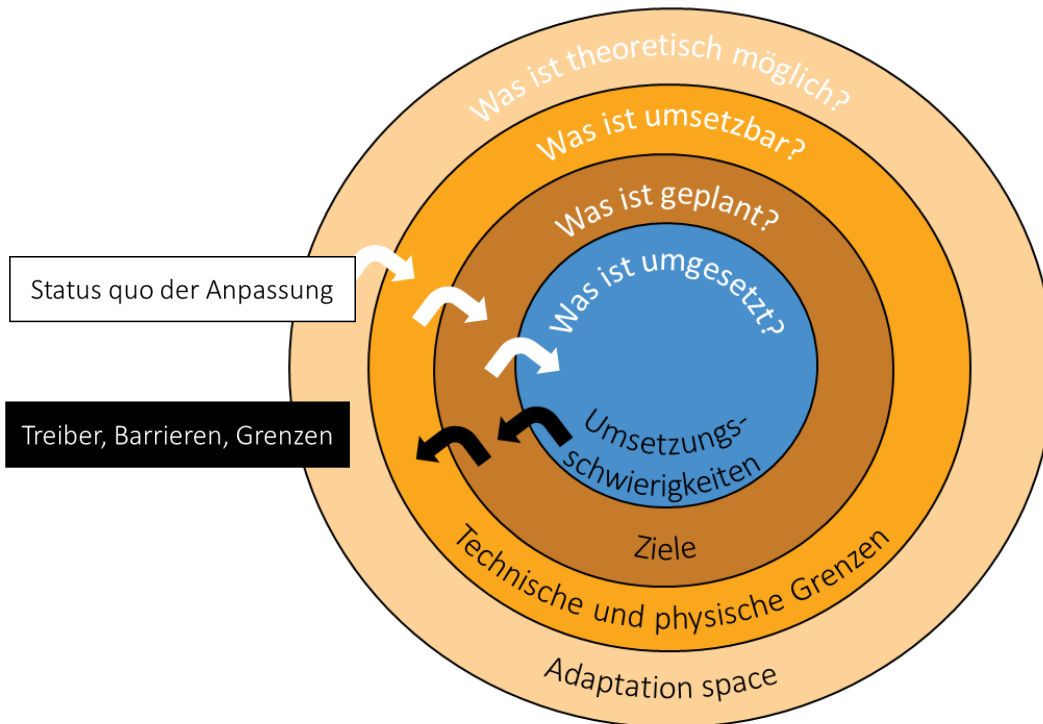 Was ist theoretisch möglich?
Was ist umsetzbar?
Was ist geplant?
Was ist umgesetzt?
Status quo der Anpassung
Treiber, Barrieren, Grenzen
Umsetzungs-
schwierigkeiten
Ziele
Technische und physische Grenzen
Adaptation space